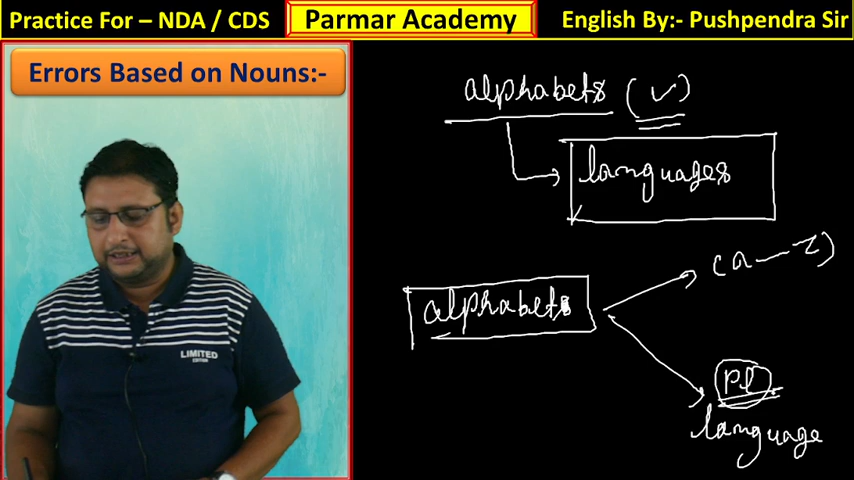 Practice For – NDA / CDS
Parmar Academy
English By:- Pushpendra Sir
Errors Based on Nouns:-
alphabets (✓)
languages
alphabets
(a—z)
Pl
language
LIMITED
EDITION